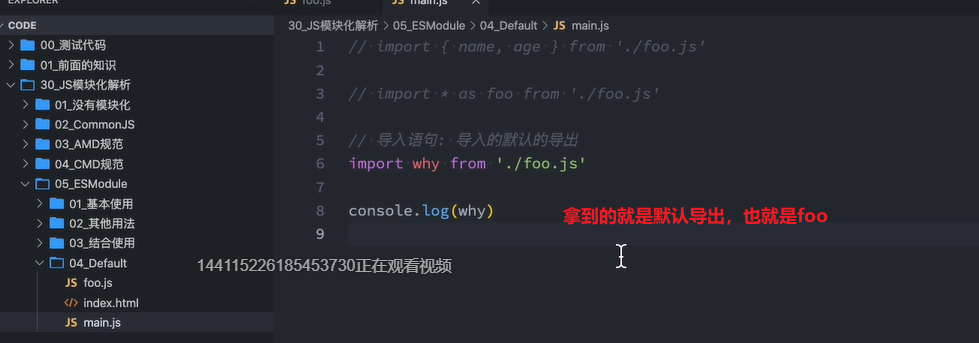 EXPLORER
JS foo.js
JS main.js ×
CODE
00_测试代码
01_前面的知识
30_JS模块化解析
01_没有模块化
02_CommonJS
03_AMD规范
04_CMD规范
05_ESModule
01_基本使用
02_其他用法
03_结合使用
04_Default
JS foo.js
<> index.html
JS main.js
30_JS模块化解析 > 05_ESModule > 04_Default > JS main.js
1 // import { name, age } from './foo.js'
2
3 // import * as foo from './foo.js'
4
5 // 导入语句: 导入的默认的导出
6 import why from './foo.js'
7
8 console.log(why)
9
拿到的就是默认导出，也就是foo
144115226185453730正在观看视频